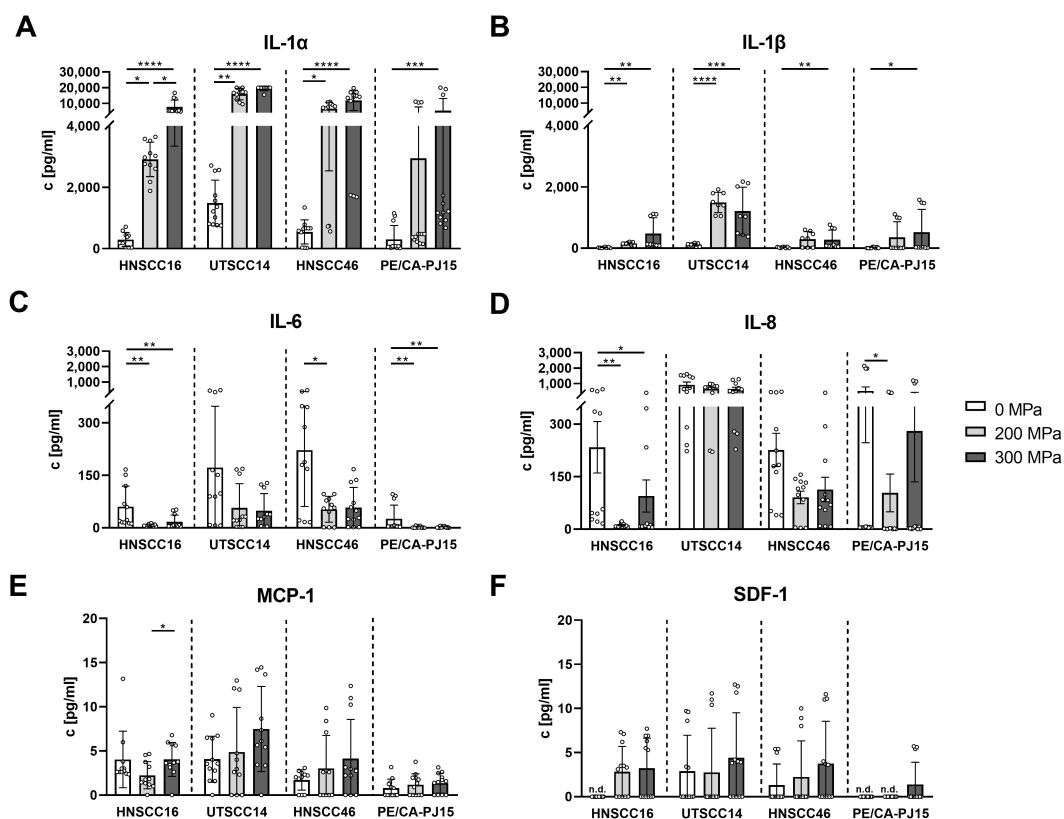 A
IL-1α
c [pg/ml]
30,000
20,000
10,000
4,000
2,000
0
**** **** **** ***
* * ** *
HNSCC16 UTSCC14 HNSCC46 PE/CA-PJ15
B
IL-1β
c [pg/ml]
30,000
20,000
10,000
4,000
2,000
0
** *** ** *
** ****
HNSCC16 UTSCC14 HNSCC46 PE/CA-PJ15
C
IL-6
c [pg/ml]
3,000
2,000
1,000
300
150
0
** **
** * **
HNSCC16 UTSCC14 HNSCC46 PE/CA-PJ15
D
IL-8
c [pg/ml]
3,000
2,000
1,000
300
150
0
*
** *
HNSCC16 UTSCC14 HNSCC46 PE/CA-PJ15
0 MPa
200 MPa
300 MPa
E
MCP-1
c [pg/ml]
20
15
10
5
0
*
HNSCC16 UTSCC14 HNSCC46 PE/CA-PJ15
F
SDF-1
c [pg/ml]
20
15
10
5
0
n.d. n.d. n.d.
HNSCC16 UTSCC14 HNSCC46 PE/CA-PJ15